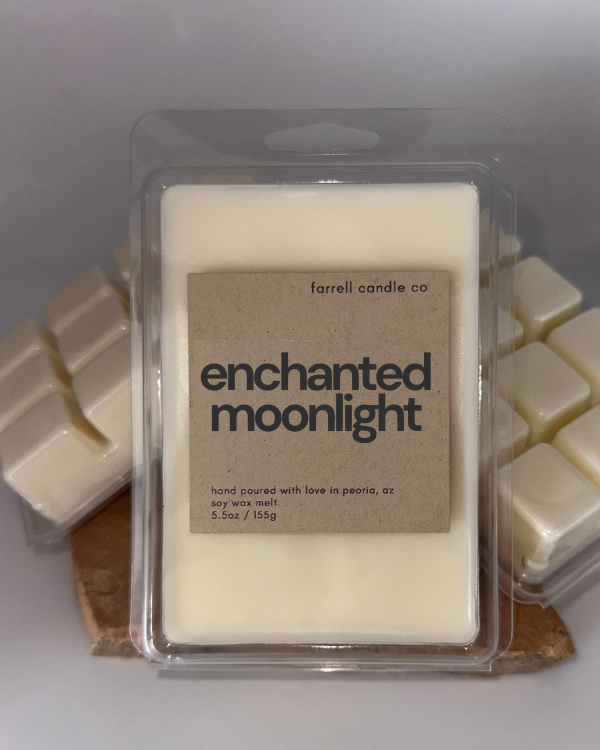 farrell candle co
enchanted
moonlight
hand poured with love in peoria, az
soy wax melt
5.5oz / 155g